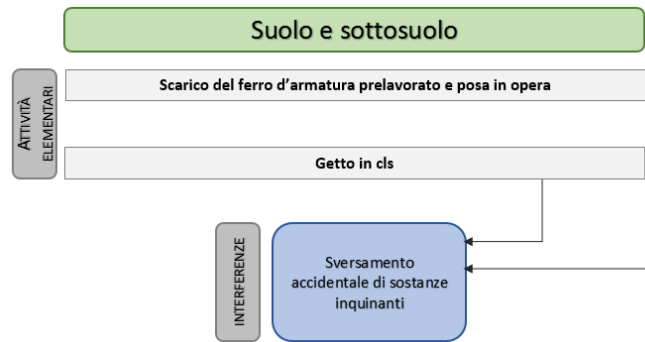 Suolo e sottosuolo
ATTIVITÀ
ELEMENTARI
Scarico del ferro d’armatura prelavorato e posa in opera
Getto in cls
INTERFERENZE
Sversamento
accidentale di sostanze
inquinanti